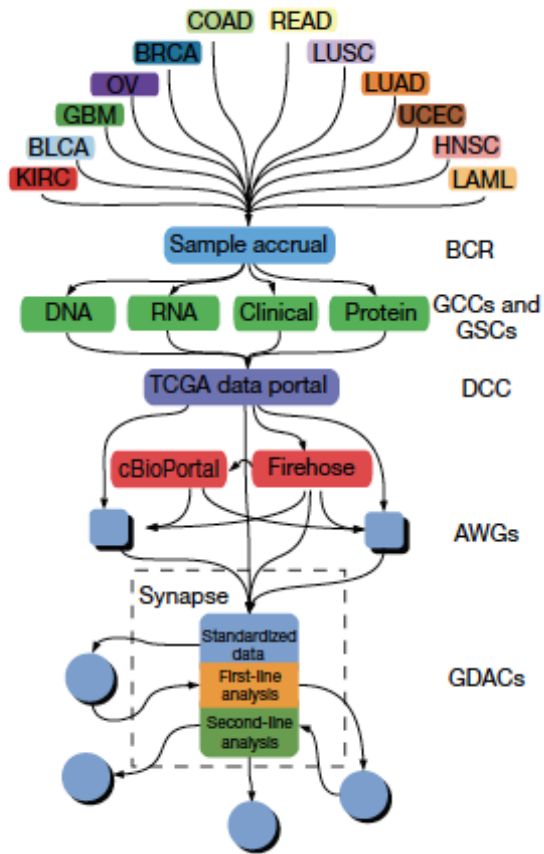 COAD
READ
BRCA
LUSC
OV
LUAD
GBM
UCEC
BLCA
HNSC
KIRC
LAML
Sample accrual
BCR
DNA
RNA
Clinical
Protein
GCCs and
GSCs
TCGA data portal
DCC
cBioPortal
Firehose
AWGs
Synapse
Standardized
data
First-line
analysis
GDACs
Second-line
analysis